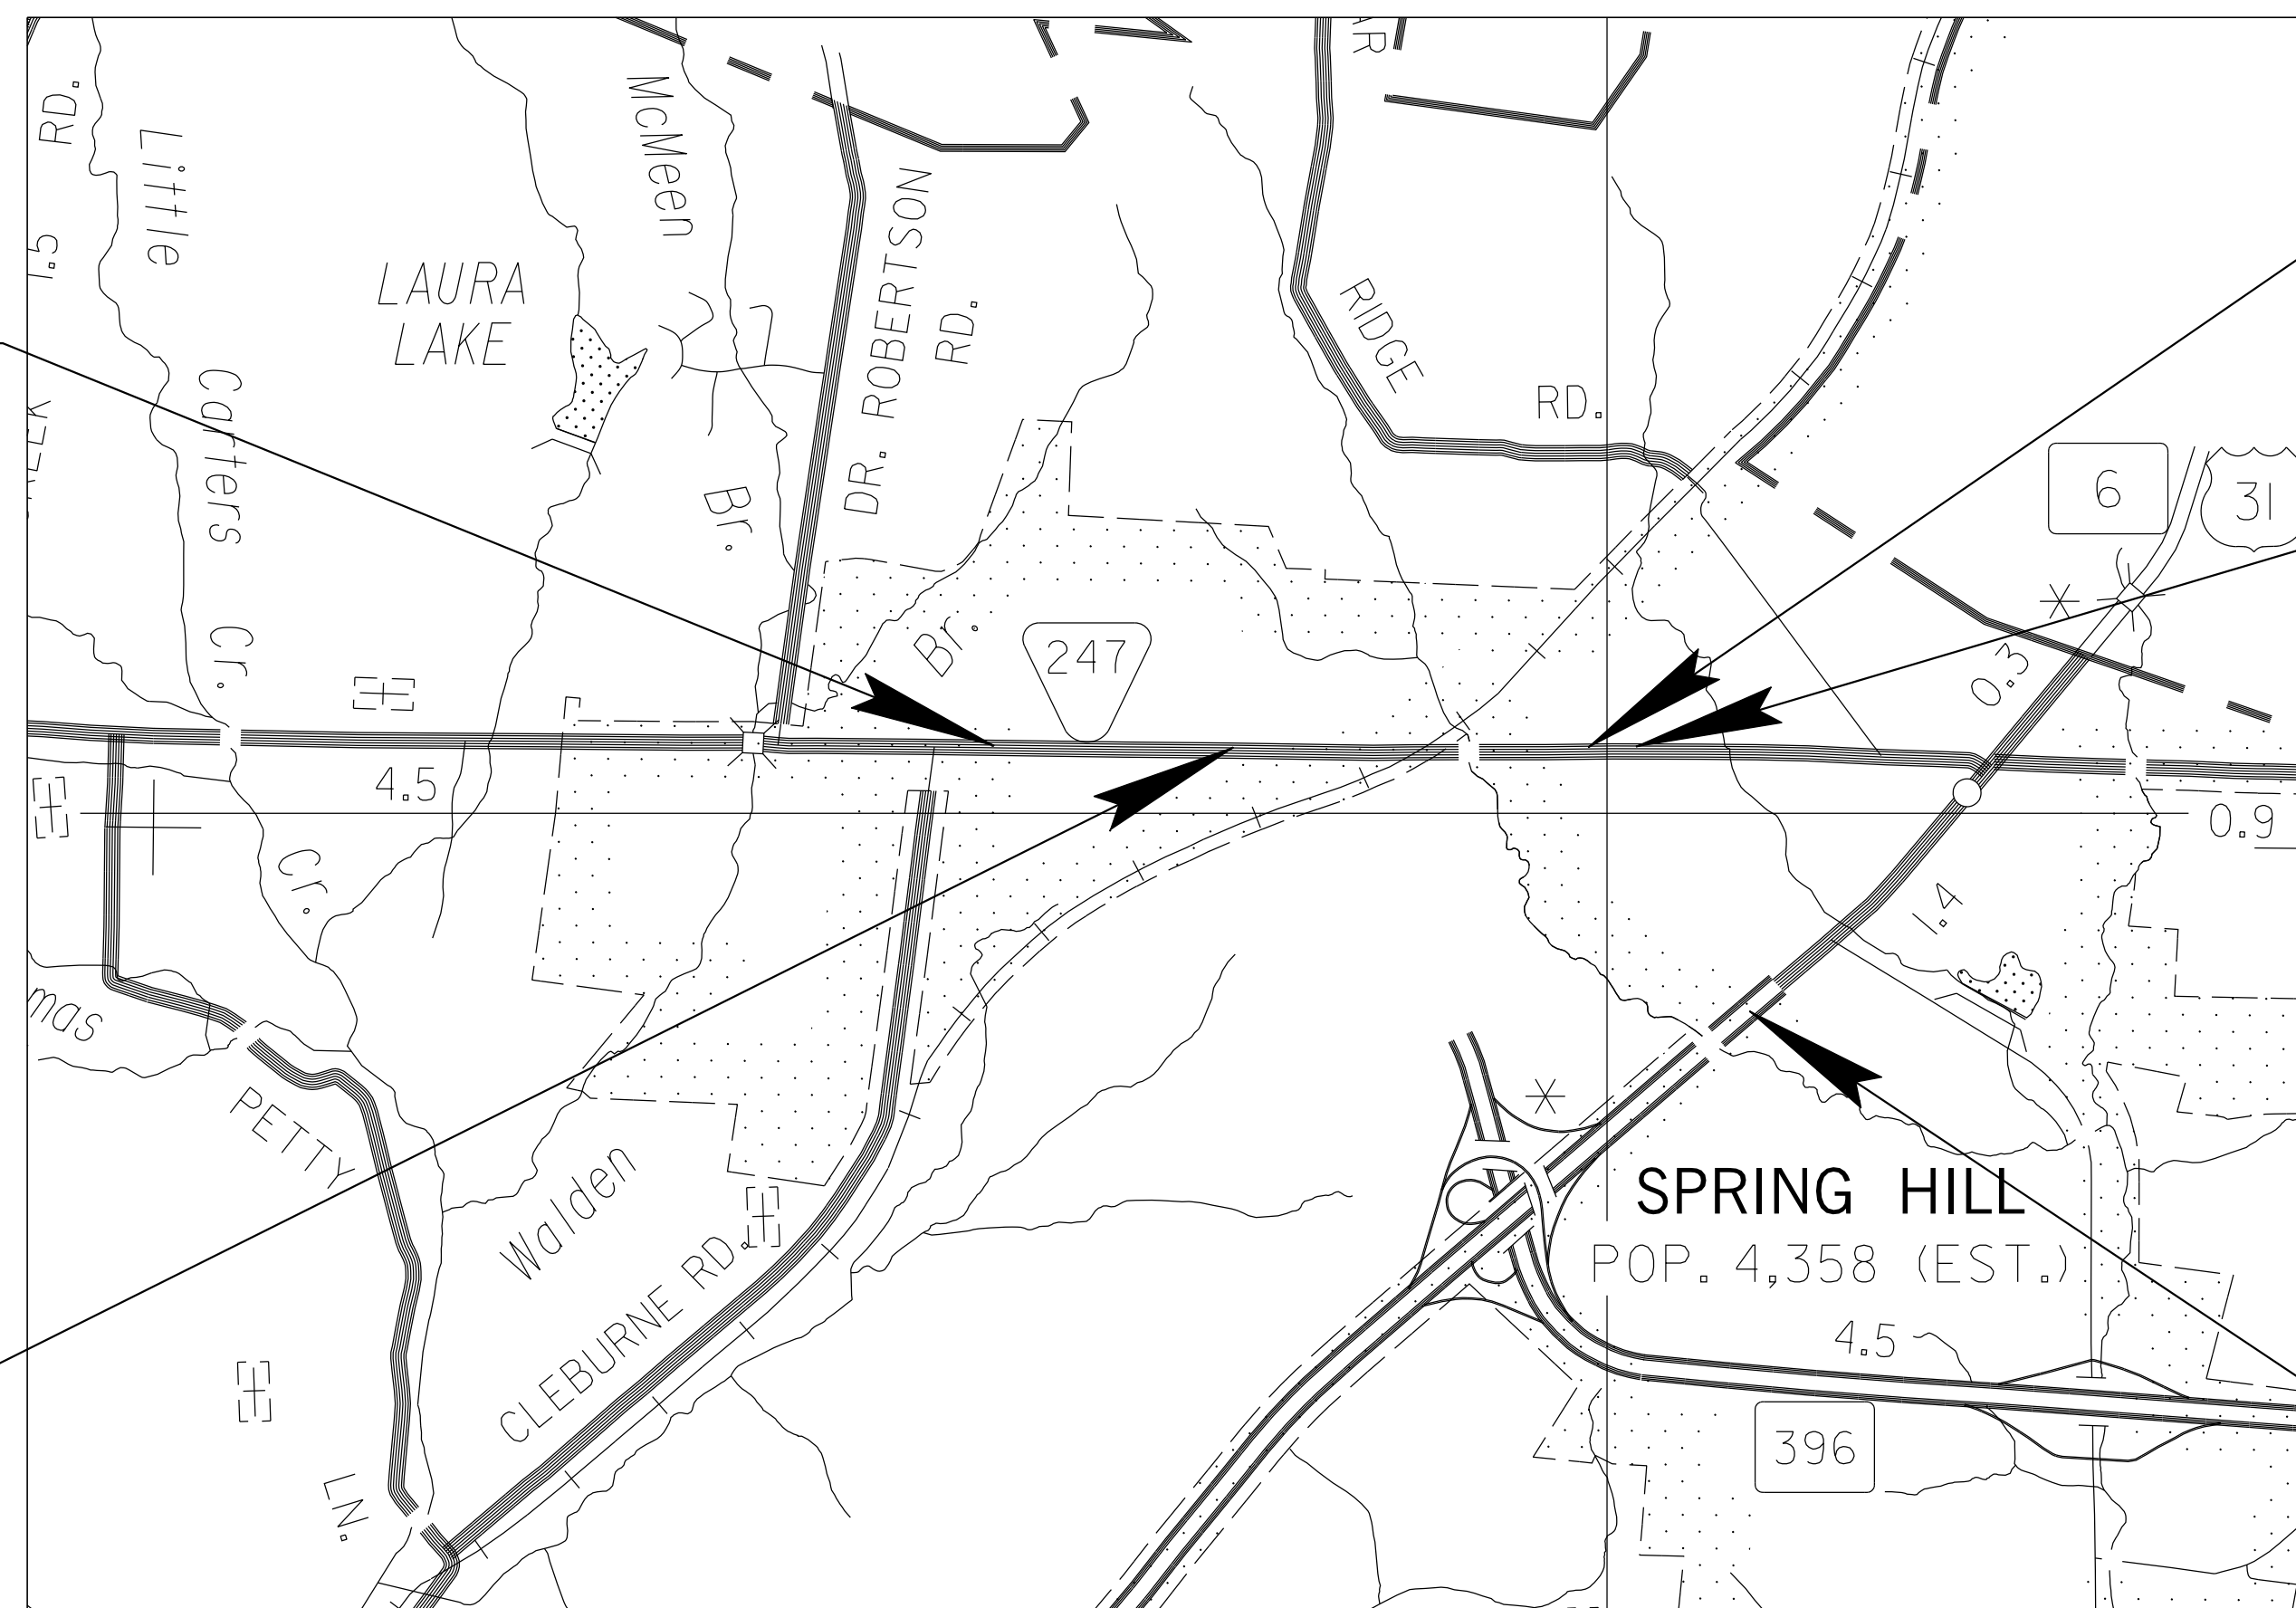 RD.
Little
McMeen
LAURA
LAKE
DR. ROBERTSON
RD.
RIDGE
RD.
6
31
Carters
Cr.
Br.
Br.
247
0.3
4.5
0.9
Cr.
1.4
PETTY
LN.
Walden
CLEBURNE RD.
SPRING HILL
POP. 4,358 (EST.)
4.5
396